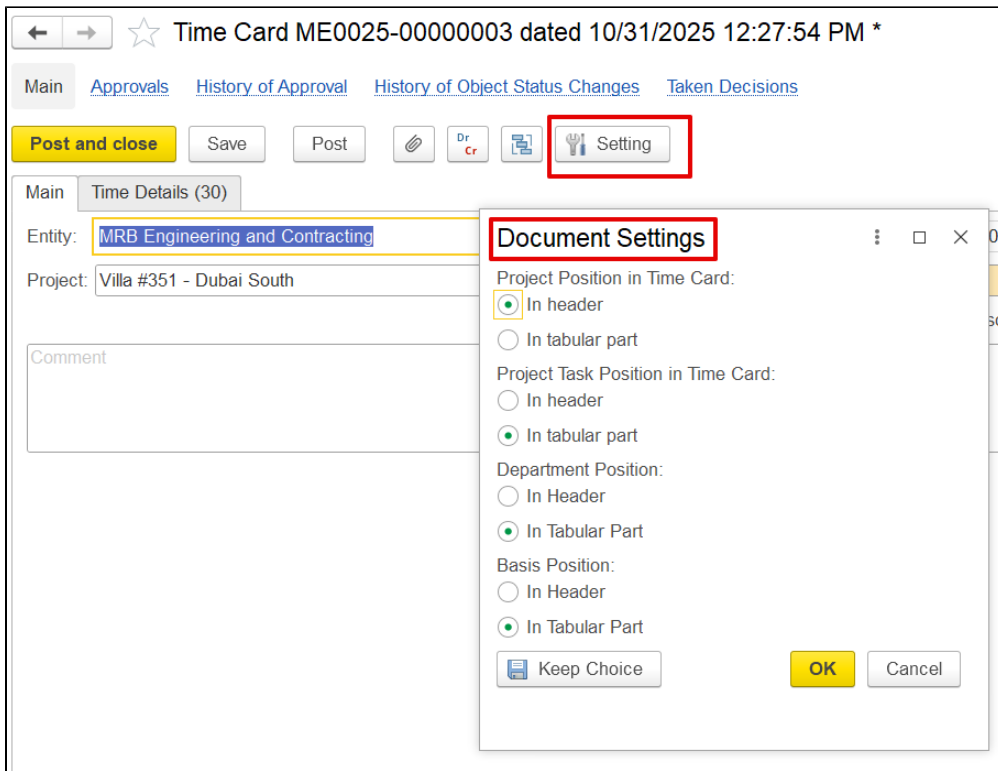 Time Card ME0025-00000003 dated 10/31/2025 12:27:54 PM *
Main Approvals History of Approval History of Object Status Changes Taken Decisions
Post and close Save Post Dr Cr Setting
Main Time Details (30)
Entity: MRB Engineering and Contracting
Project: Villa #351 - Dubai South
Comment
Document Settings
Project Position in Time Card:
In header
In tabular part
Project Task Position in Time Card:
In header
In tabular part
Department Position:
In Header
In Tabular Part
Basis Position:
In Header
In Tabular Part
Keep Choice OK Cancel